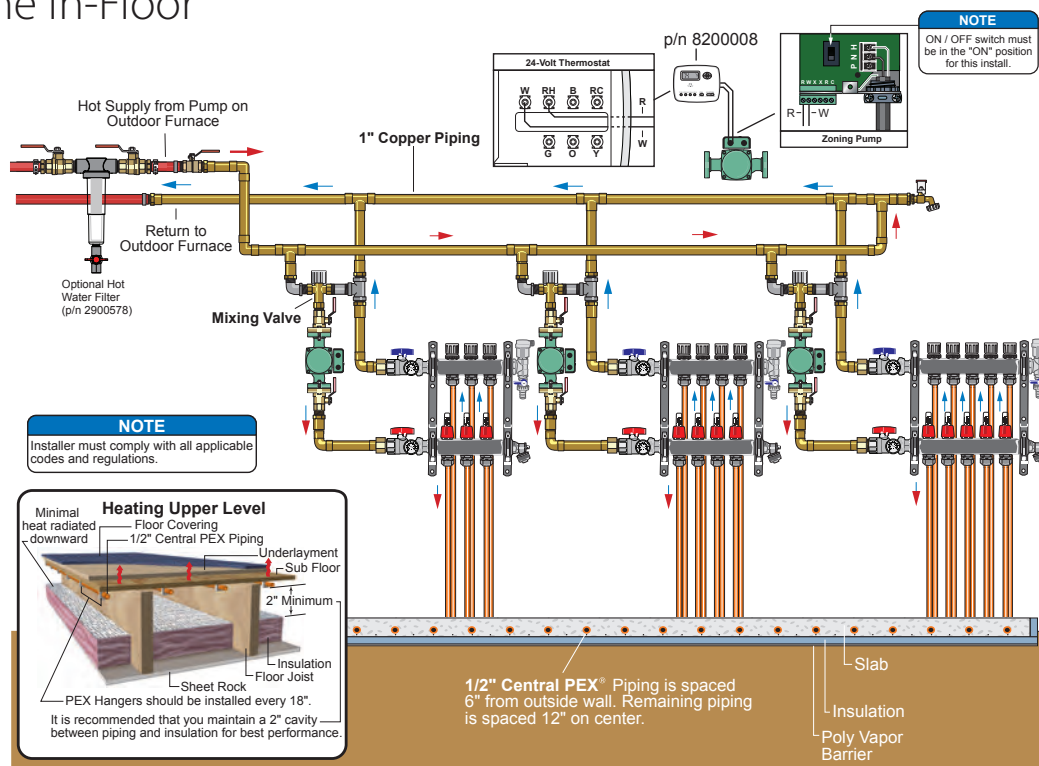 ne In-Floor
NOTE
ON / OFF switch must
be in the "ON" position
for this install.
p/n 8200008
24-Volt Thermostat
W RH B RC
G O Y
R
W
P N H
R W X X R C
R
W
Zoning Pump
Hot Supply from Pump on
Outdoor Furnace
1" Copper Piping
Return to
Outdoor Furnace
Optional Hot
Water Filter
(p/n 2900578)
Mixing Valve
NOTE
Installer must comply with all applicable
codes and regulations.
Heating Upper Level
Minimal
heat radiated
downward
Floor Covering
1/2" Central PEX Piping
Underlayment
Sub Floor
2" Minimum
Insulation
Floor Joist
Sheet Rock
PEX Hangers should be installed every 18".
It is recommended that you maintain a 2" cavity
between piping and insulation for best performance.
1/2" Central PEX® Piping is spaced
6" from outside wall. Remaining piping
is spaced 12" on center.
Slab
Insulation
Poly Vapor
Barrier